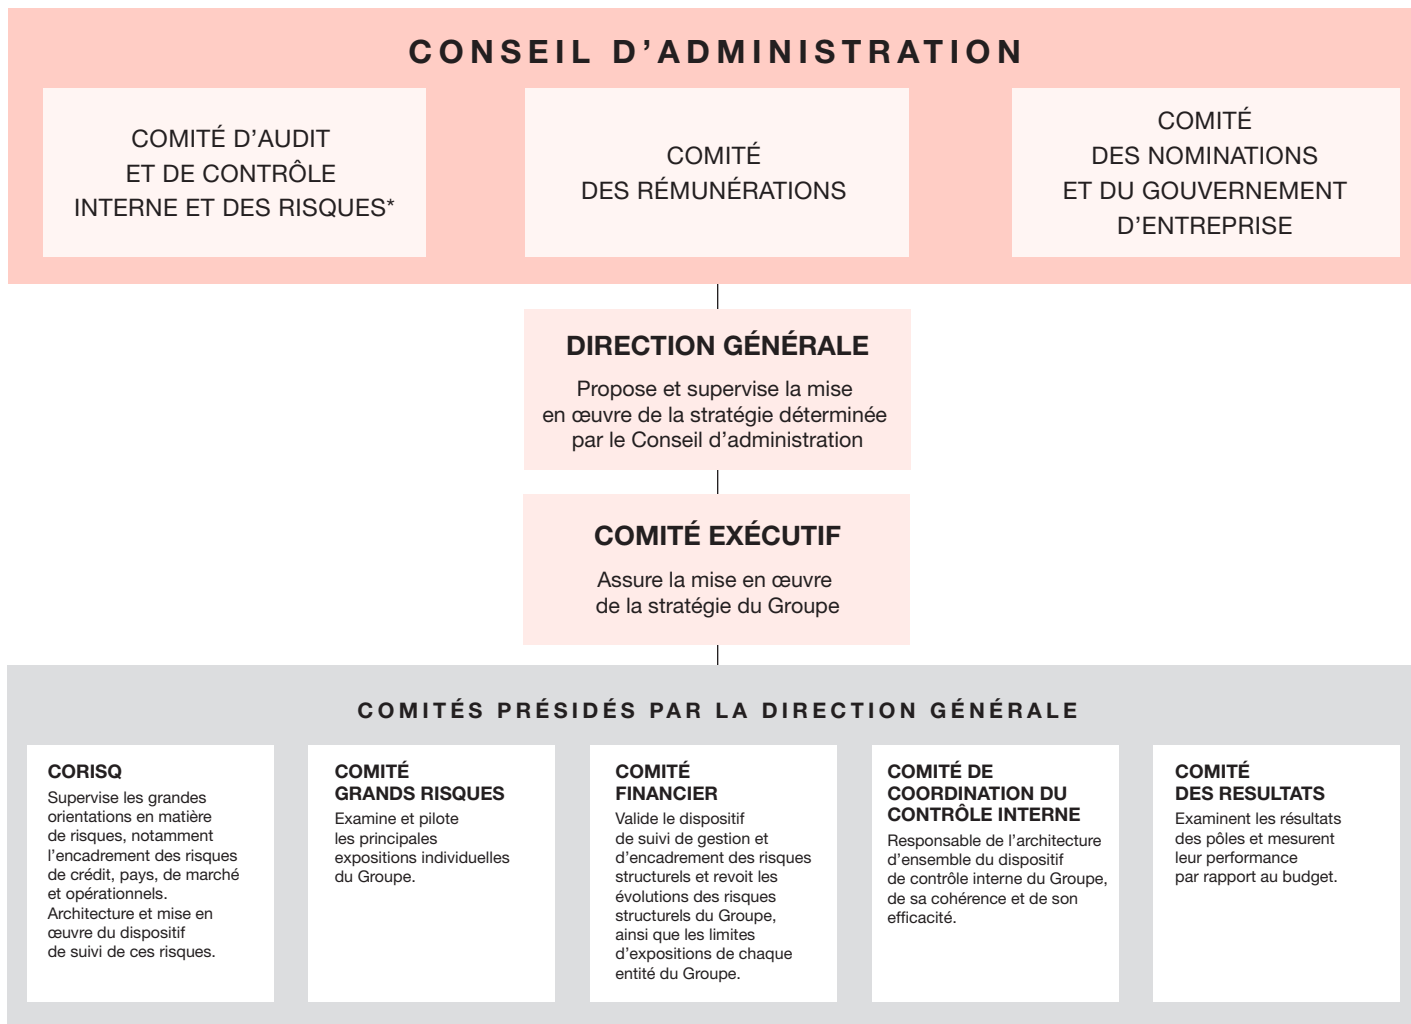 CONSEIL D’ADMINISTRATION
COMITÉ D’AUDIT
ET DE CONTRÔLE
INTERNE ET DES RISQUES*
COMITÉ
DES RÉMUNÉRATIONS
COMITÉ
DES NOMINATIONS
ET DU GOUVERNEMENT
D’ENTREPRISE
DIRECTION GÉNÉRALE
Propose et supervise la mise
en œuvre de la stratégie déterminée
par le Conseil d’administration
COMITÉ EXÉCUTIF
Assure la mise en œuvre
de la stratégie du Groupe
COMITÉS PRÉSIDÉS PAR LA DIRECTION GÉNÉRALE
CORISQ
Supervise les grandes
orientations en matière
de risques, notamment
l’encadrement des risques
de crédit, pays, de marché
et opérationnels.
Architecture et mise en
œuvre du dispositif
de suivi de ces risques.
COMITÉ
GRANDS RISQUES
Examine et pilote
les principales
expositions individuelles
du Groupe.
COMITÉ
FINANCIER
Valide le dispositif
de suivi de gestion et
d’encadrement des risques
structurels et revoit les
évolutions des risques
structurels du Groupe,
ainsi que les limites
d’expositions de chaque
entité du Groupe.
COMITÉ DE
COORDINATION DU
CONTRÔLE INTERNE
Responsable de l’architecture
d’ensemble du dispositif
de contrôle interne du Groupe,
de sa cohérence et de son
efficacité.
COMITÉ
DES RESULTATS
Examinent les résultats
des pôles et mesurent
leur performance
par rapport au budget.